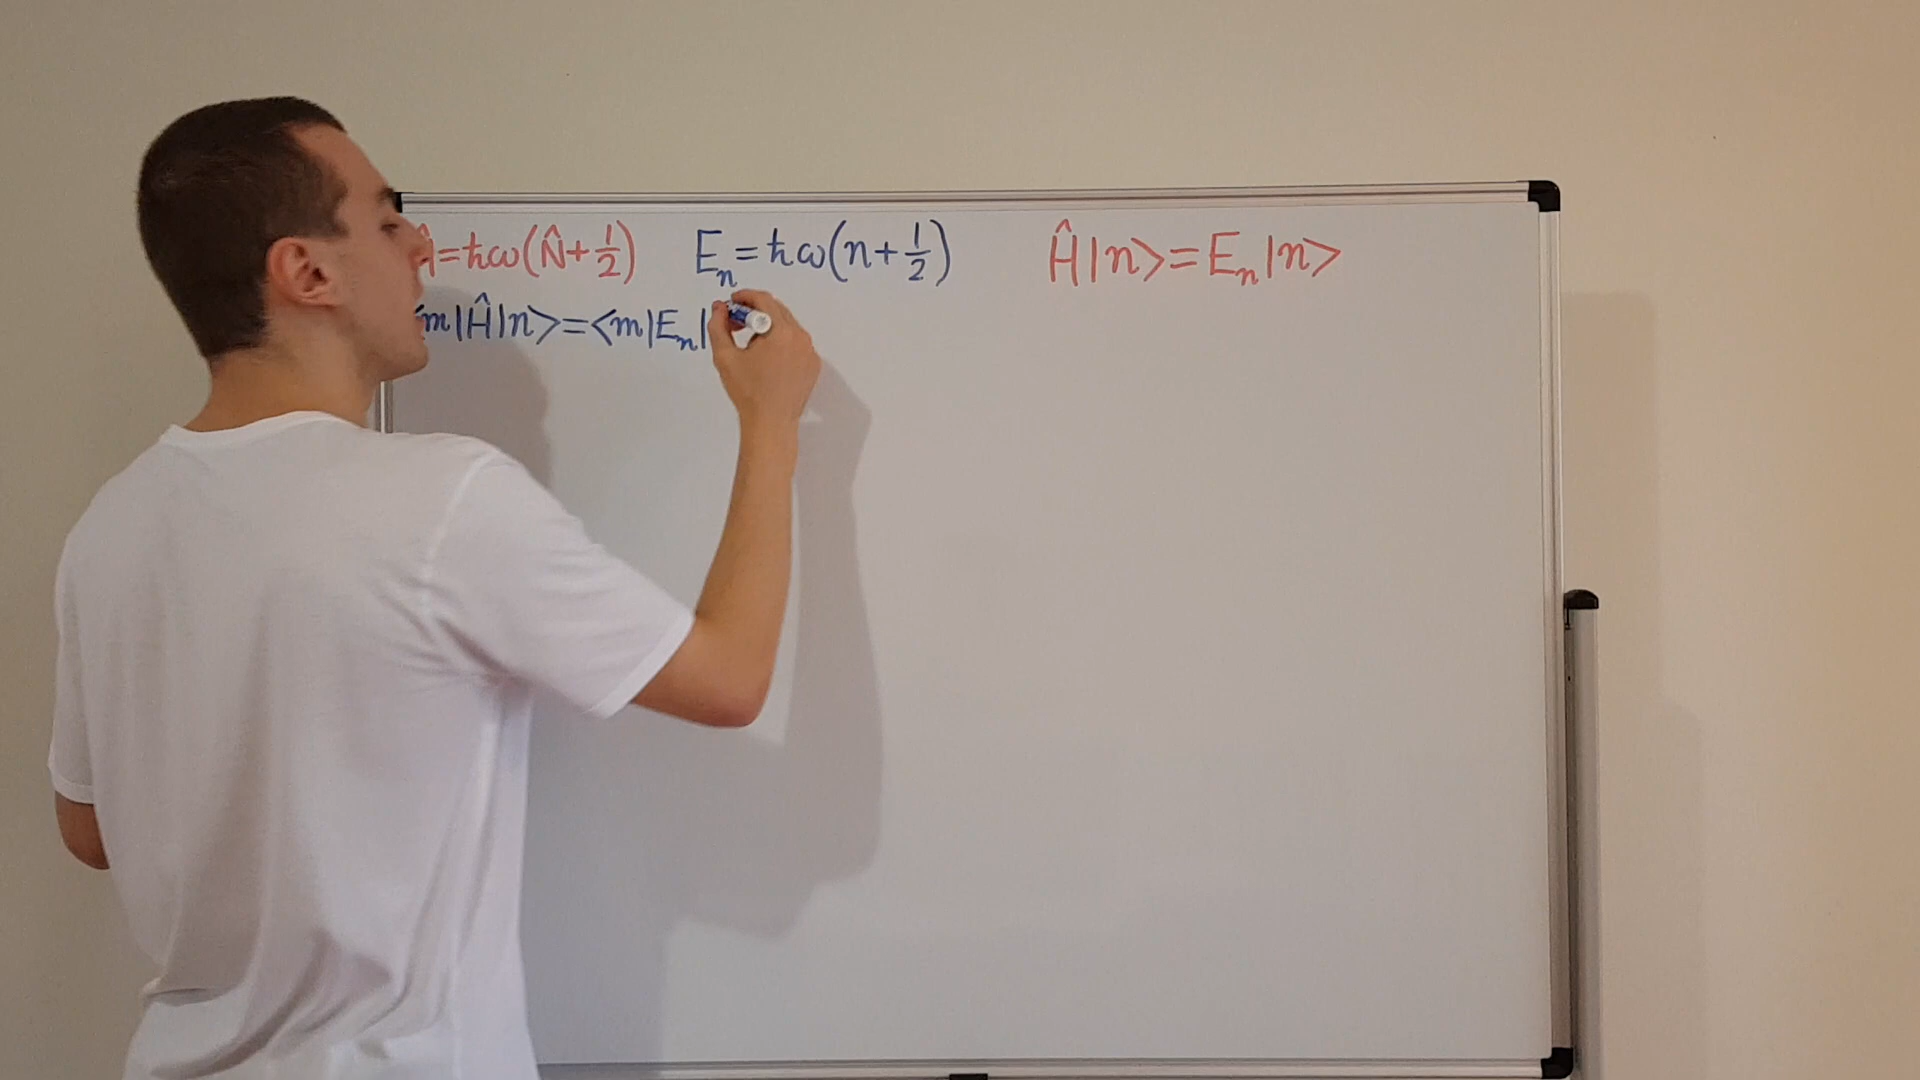 Ĥ=ħω(N̂+1/2) Eₙ=ħω(n+1/2) Ĥ|n>=Eₙ|n>
<m|Ĥ|n>=<m|Eₙ|